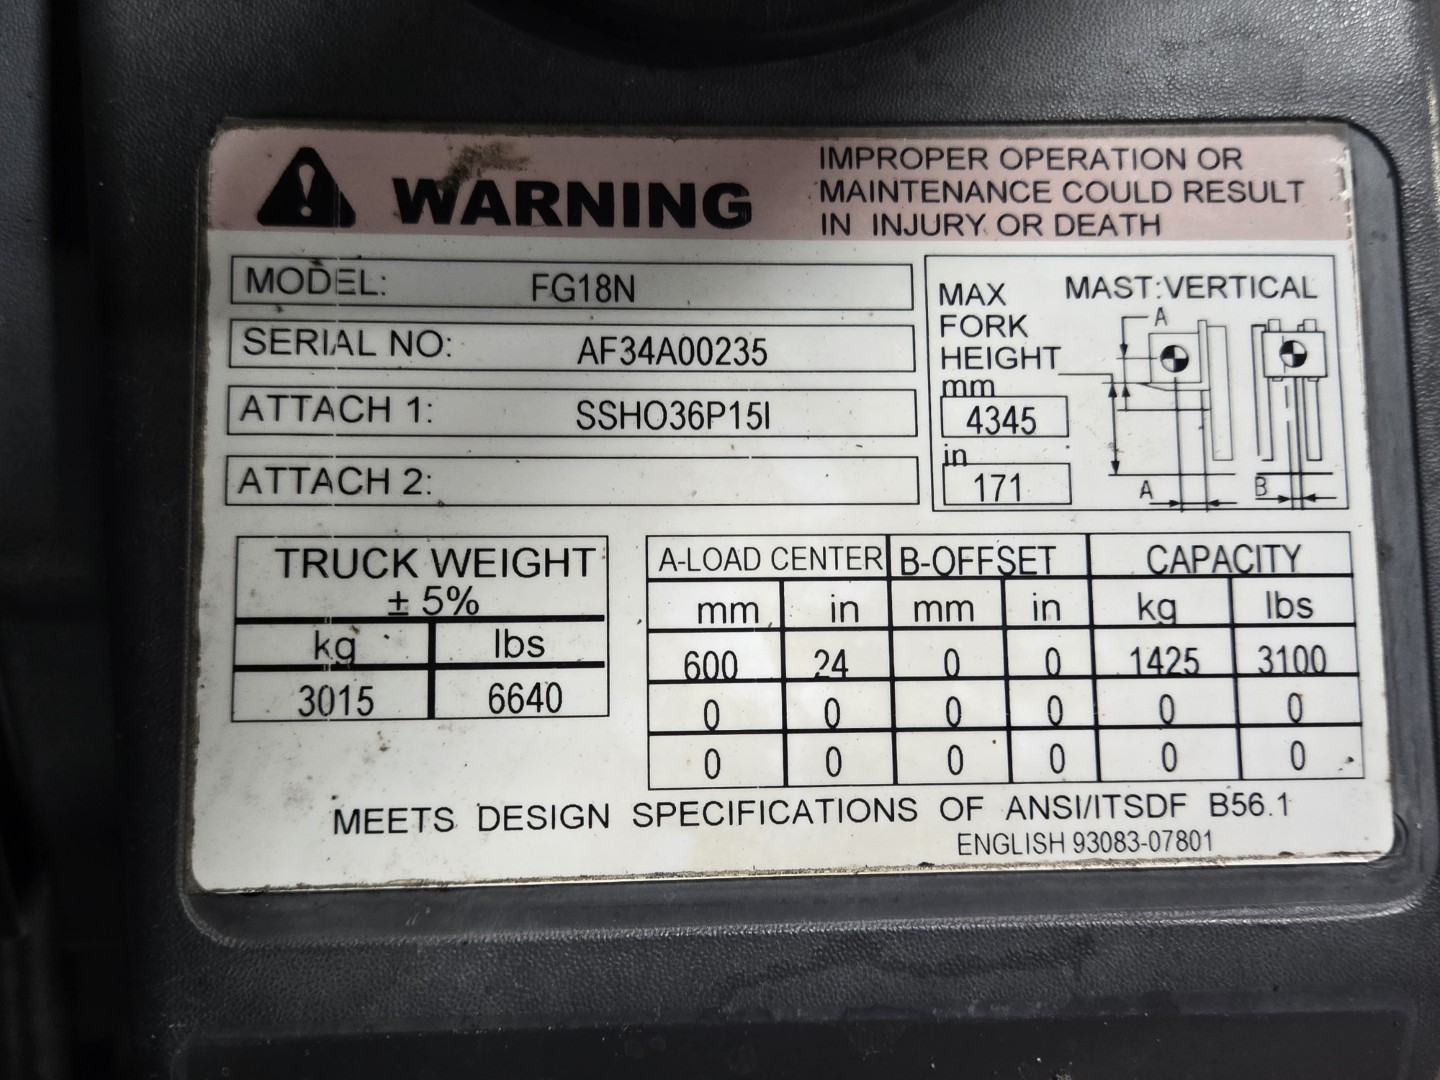 WARNING
IMPROPER OPERATION OR
MAINTENANCE COULD RESULT
IN INJURY OR DEATH
MODEL: FG18N
SERIAL NO: AF34A00235
ATTACH 1: SSHO36P15I
ATTACH 2:
MAX
FORK
HEIGHT
mm
4345
in
171
MAST:VERTICAL
A
A
B
TRUCK WEIGHT
± 5%
kg lbs
3015 6640
A-LOAD CENTER B-OFFSET CAPACITY
mm in mm in kg lbs
600 24 0 0 1425 3100
0 0 0 0 0 0
0 0 0 0 0 0
MEETS DESIGN SPECIFICATIONS OF ANSI/ITSDF B56.1
ENGLISH 93083-07801